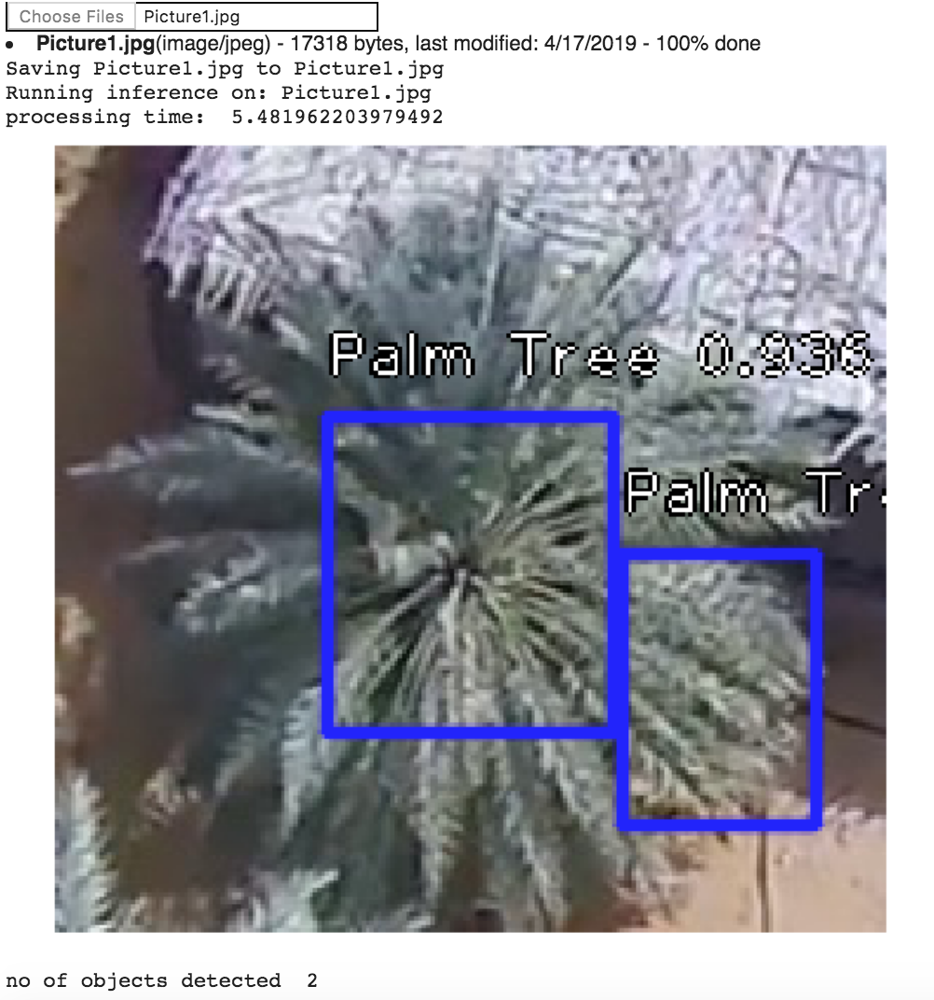 Choose Files Picture1.jpg
• Picture1.jpg(image/jpeg) - 17318 bytes, last modified: 4/17/2019 - 100% done
Saving Picture1.jpg to Picture1.jpg
Running inference on: Picture1.jpg
processing time:  5.481962203979492
Palm Tree 0.936
Palm Tr
no of objects detected  2